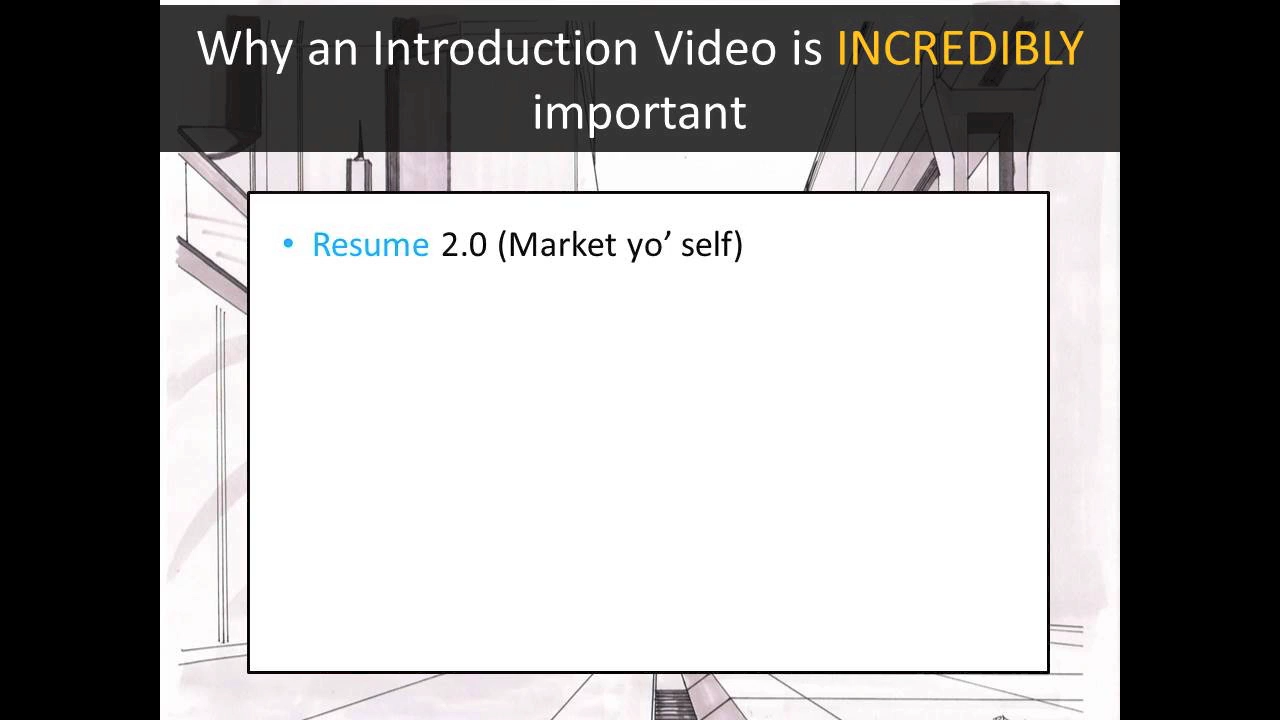 Why an Introduction Video is INCREDIBLY
important
• Resume 2.0 (Market yo’ self)